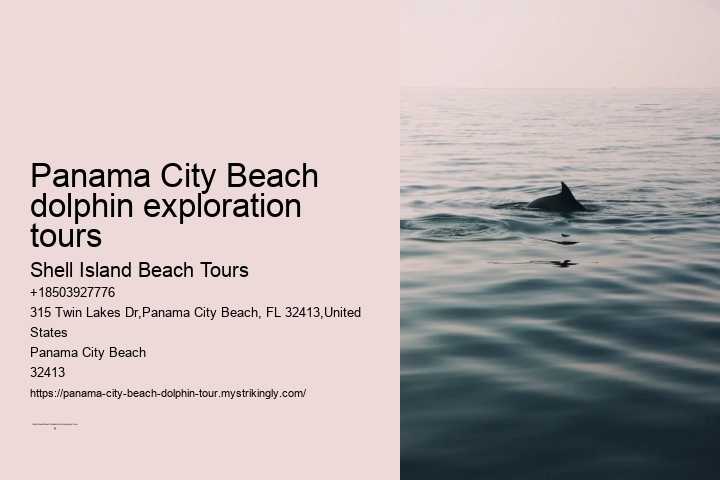 Panama City Beach
dolphin exploration
tours
Shell Island Beach Tours
+18503927776
315 Twin Lakes Dr,Panama City Beach, FL 32413,United
States
Panama City Beach
32413
https://panama-city-beach-dolphin-tour.mystrikingly.com/